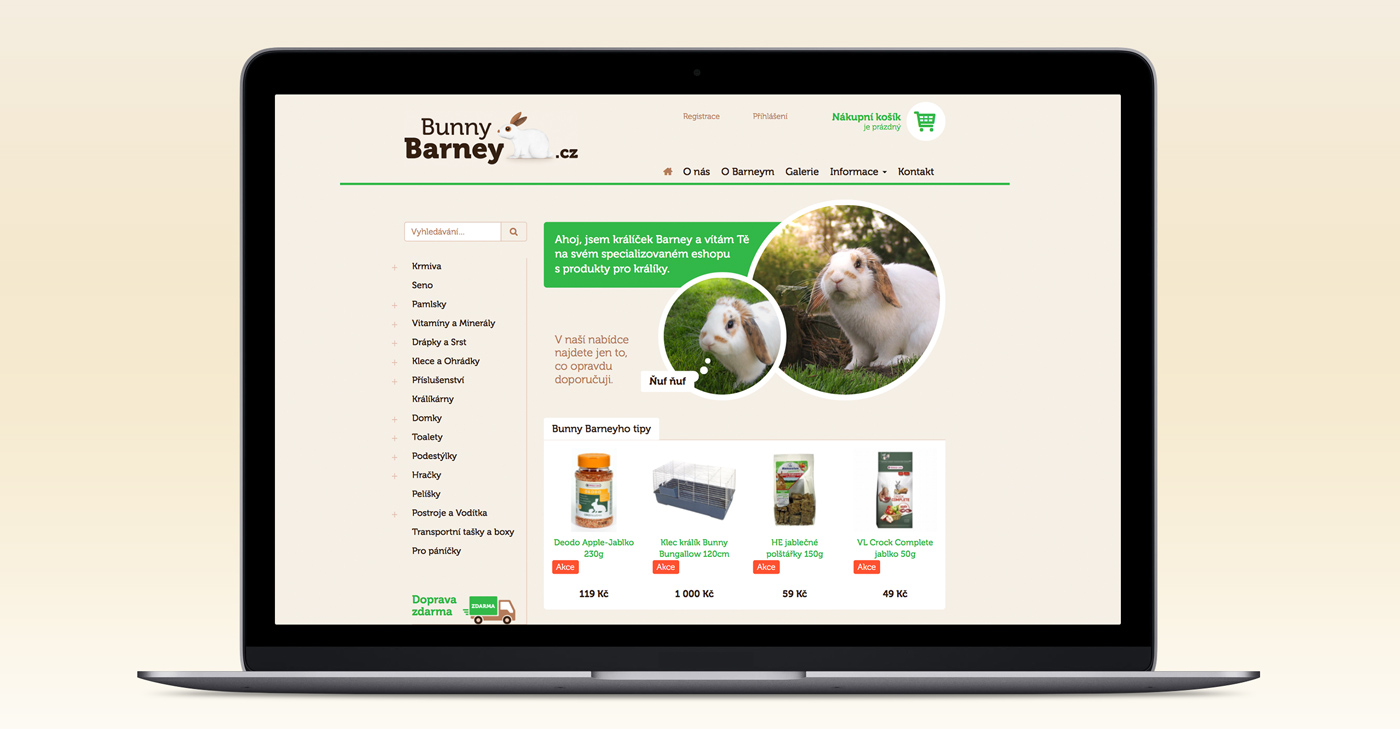 Bunny
Barney .cz
Registrace
Přihlášení
Nákupní košík
je prázdný
O nás
O Barneym
Galerie
Informace
Kontakt
Vyhledávání...
Krmiva
Seno
Pamlsky
Vitamíny a Minerály
Drápky a Srst
Klece a Ohrádky
Příslušenství
Králíkárny
Domky
Toalety
Podestýlky
Hračky
Pelíšky
Postroje a Vodítka
Transportní tašky a boxy
Pro páníčky
Doprava
zdarma
ZDARMA
Ahoj, jsem králíček Barney a vítám Tě
na svém specializovaném eshopu
s produkty pro králíky.
V naší nabídce
najdete jen to,
co opravdu
doporučuji.
Ňuf ňuf
Bunny Barneyho tipy
Deodo Apple-Jablko
230g
Akce
119 Kč
Klec králík Bunny
Bungallow 120cm
Akce
1 000 Kč
HE jablečné
polštářky 150g
Akce
59 Kč
VL Crock Complete
jablko 50g
Akce
49 Kč